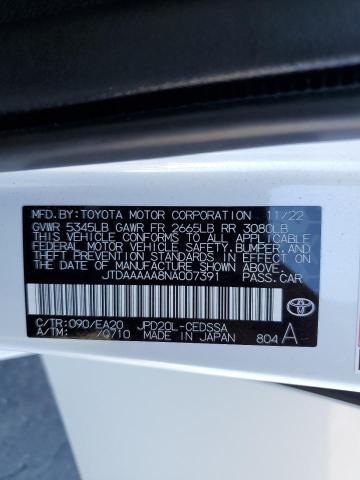 MFD. BY: TOYOTA MOTOR CORPORATION 11/22
GVWR 5345LB GAWR FR 2665LB RR 3080LB
THIS VEHICLE CONFORMS TO ALL APPLICABLE
FEDERAL MOTOR VEHICLE SAFETY, BUMPER, AND
THEFT PREVENTION STANDARDS IN EFFECT ON
THE DATE OF MANUFACTURE SHOWN ABOVE.
JTDAAAAA8NA007391 PASS. CAR
C/TR: 090/EA20 JPD20L-CEDSSA
A/TM: /Q710 MADE IN JAPAN 804 A